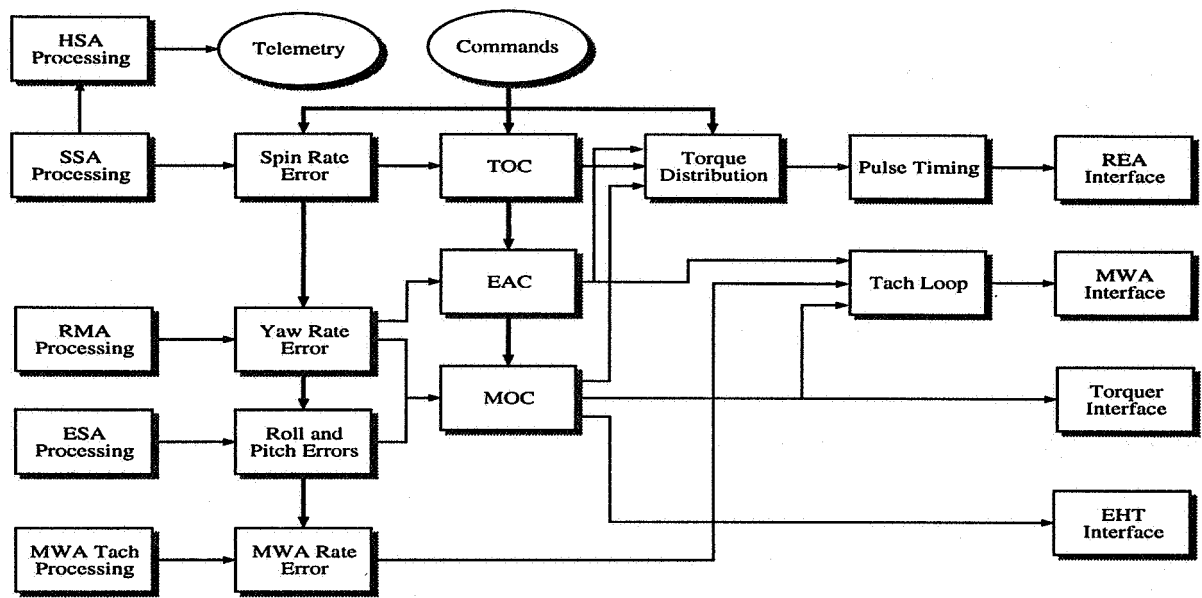 HSA
Processing
Telemetry
Commands
SSA
Processing
Spin Rate
Error
TOC
Torque
Distribution
Pulse Timing
REA
Interface
EAC
Tach Loop
MWA
Interface
RMA
Processing
Yaw Rate
Error
MOC
Torquer
Interface
ESA
Processing
Roll and
Pitch Errors
EHT
Interface
MWA Tach
Processing
MWA Rate
Error